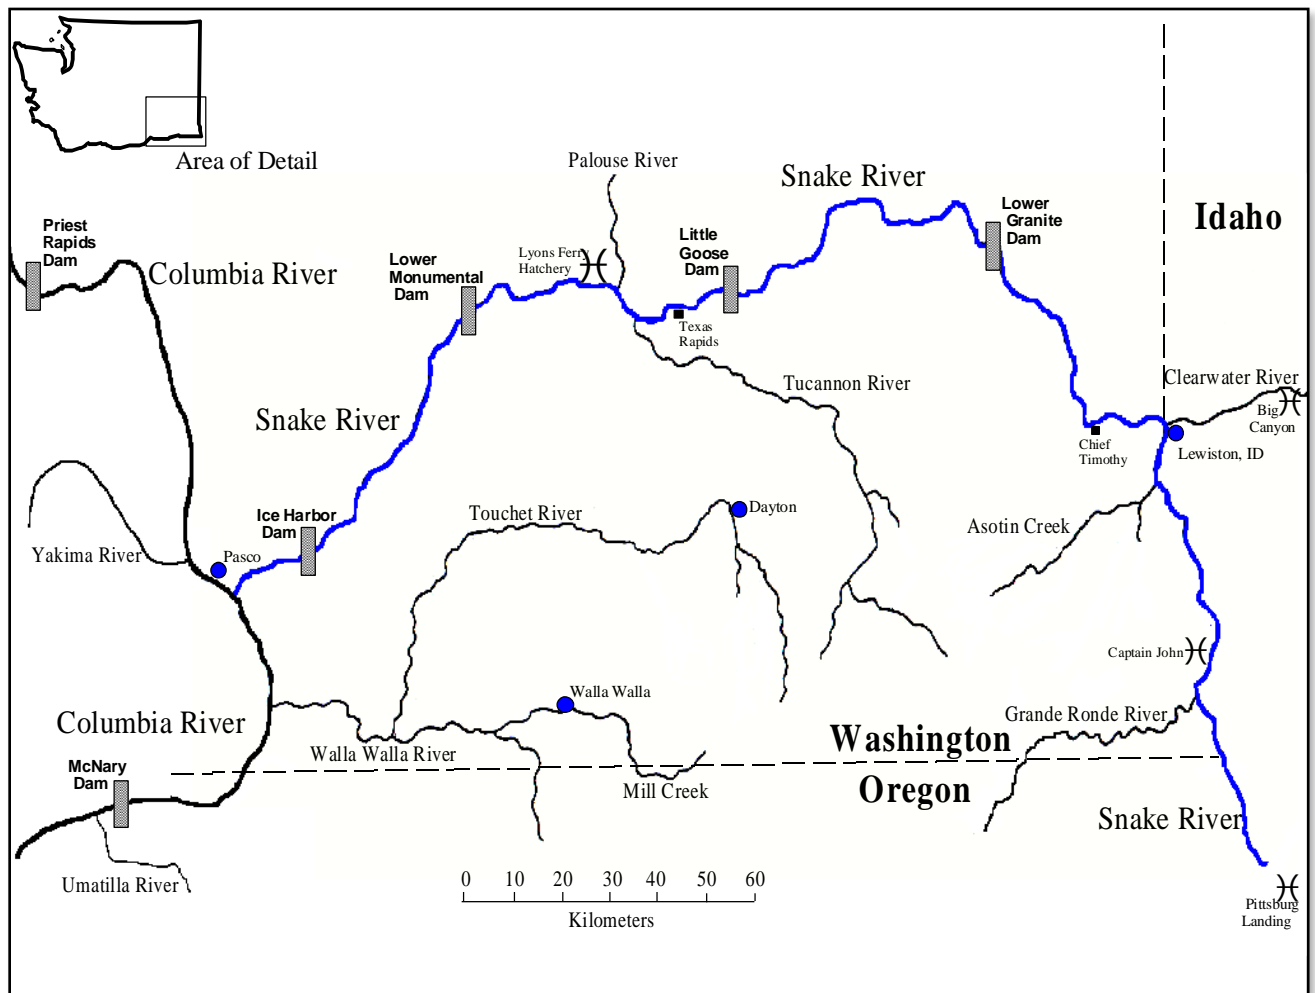 Area of Detail
Palouse River
Snake River
Lower
Granite
Dam
Idaho
Priest
Rapids
Dam
Columbia River
Lower
Monumental
Dam
Lyons Ferry
Hatchery
Little
Goose
Dam
Texas
Rapids
Tucannon River
Clearwater River
Big
Canyon
Snake River
Chief
Timothy
Lewiston, ID
Ice Harbor
Dam
Touchet River
Dayton
Asotin Creek
Yakima River
Pasco
Captain John
Walla Walla
Columbia River
Walla Walla River
Grande Ronde River
Washington
McNary
Dam
Mill Creek
Oregon
Snake River
Umatilla River
0 10 20 30 40 50 60
Kilometers
Pittsburg
Landing